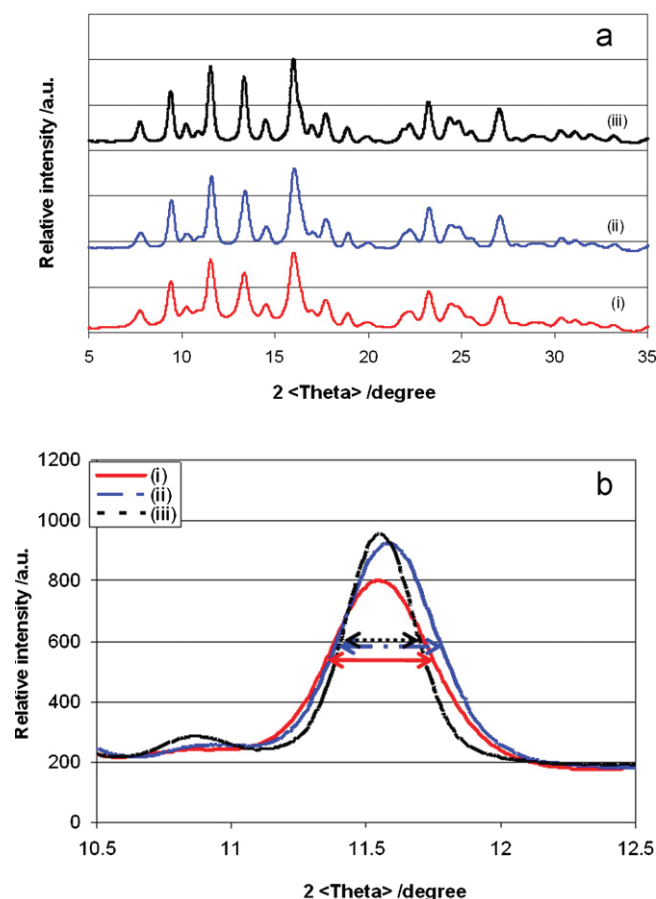 a
Relative intensity /a.u.
(iii)
(ii)
(i)
5 10 15 20 25 30 35
2 <Theta> /degree
b
Relative intensity /a.u.
1200
1000
800
600
400
200
0
(i)
(ii)
(iii)
10.5 11 11.5 12 12.5
2 <Theta> /degree